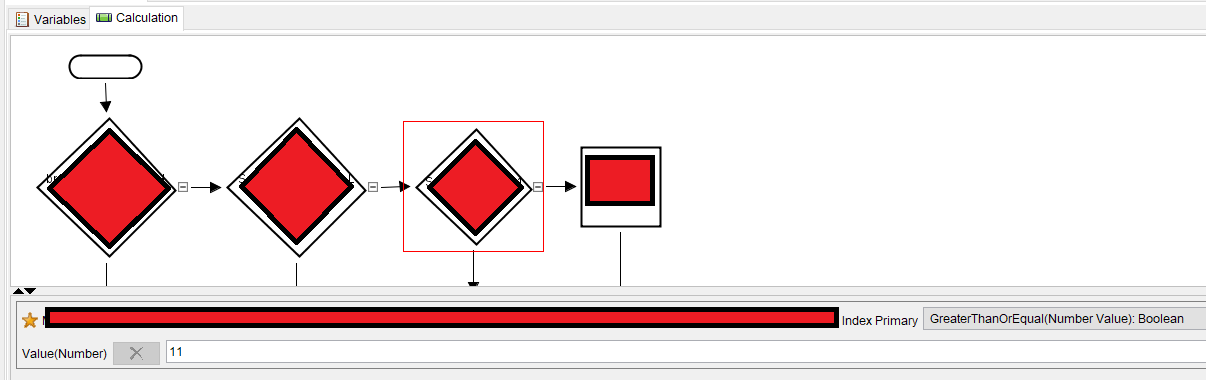 Variables
Calculation
Index Primary
GreaterThanOrEqual(Number Value): Boolean
Value(Number)
11